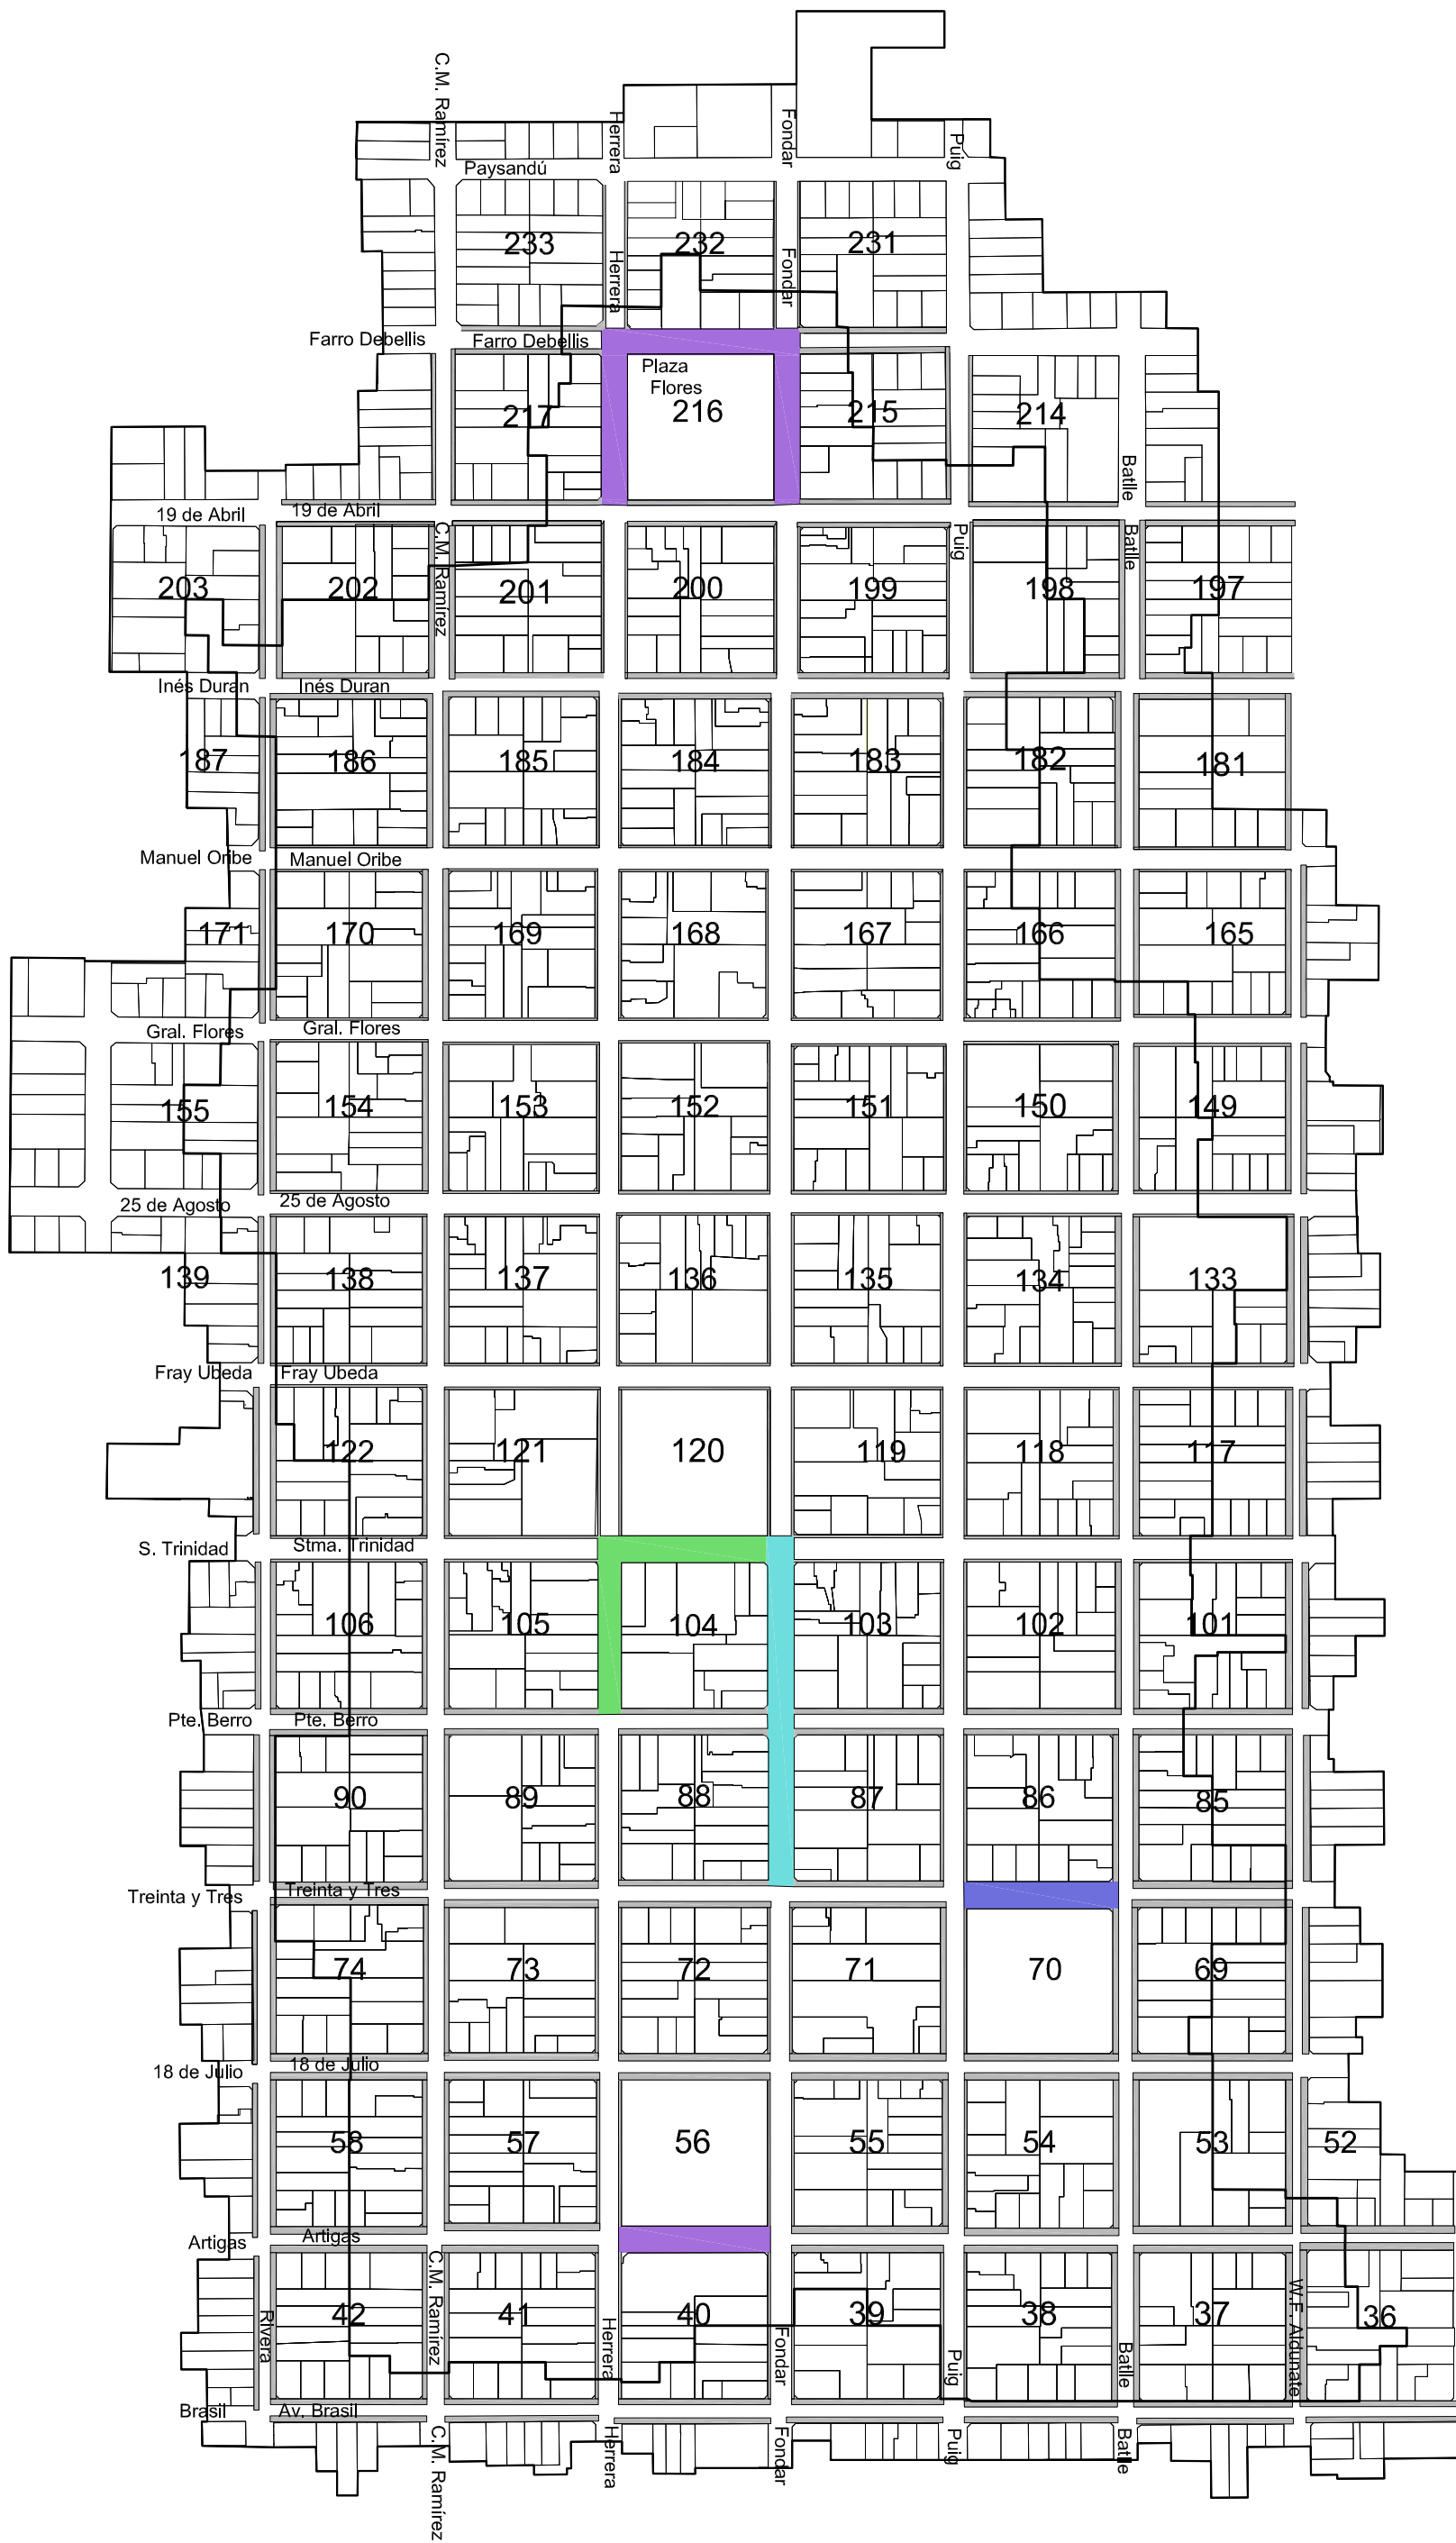 C.M. Ramírez
Herrera
Fondar
Puig
Paysandú
233
232
231
Herrera
Fondar
Farro Debellis
Farro Debellis
Plaza
Flores
217
216
215
214
Batlle
19 de Abril
19 de Abril
C.M. Ramírez
Puig
Batlle
203
202
201
200
199
198
197
Inés Duran
Inés Duran
187
186
185
184
183
182
181
Manuel Oribe
Manuel Oribe
171
170
169
168
167
166
165
Gral. Flores
Gral. Flores
155
154
153
152
151
150
149
25 de Agosto
25 de Agosto
139
138
137
136
135
134
133
Fray Ubeda
Fray Ubeda
122
121
120
119
118
117
S. Trinidad
Stma. Trinidad
106
105
104
103
102
101
Pte. Berro
Pte. Berro
90
89
88
87
86
85
Treinta y Tres
Treinta y Tres
74
73
72
71
70
69
18 de Julio
18 de Julio
58
57
56
55
54
53
52
Artigas
Artigas
Rivera
C.M. Ramírez
Herrera
Fondar
Puig
Batlle
W.F. Aldunate
42
41
40
39
38
37
36
Brasil
Av. Brasil
C.M. Ramírez
Herrera
Fondar
Puig
Batlle